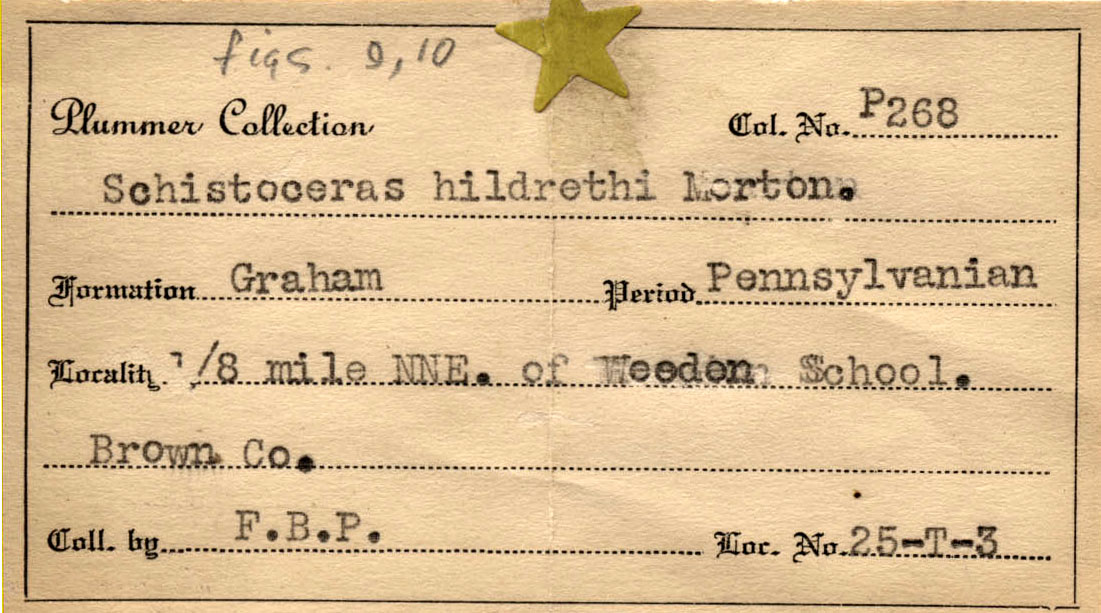 figs. 9,10
Plummer Collection Col. No. P268
Schistoceras hildrethi Morton.
Formation Graham Period Pennsylvanian
Locality 1/8 mile NNE. of Weedon School.
Brown Co.
Coll. by F.B.P. Loc. No. 25-T-3